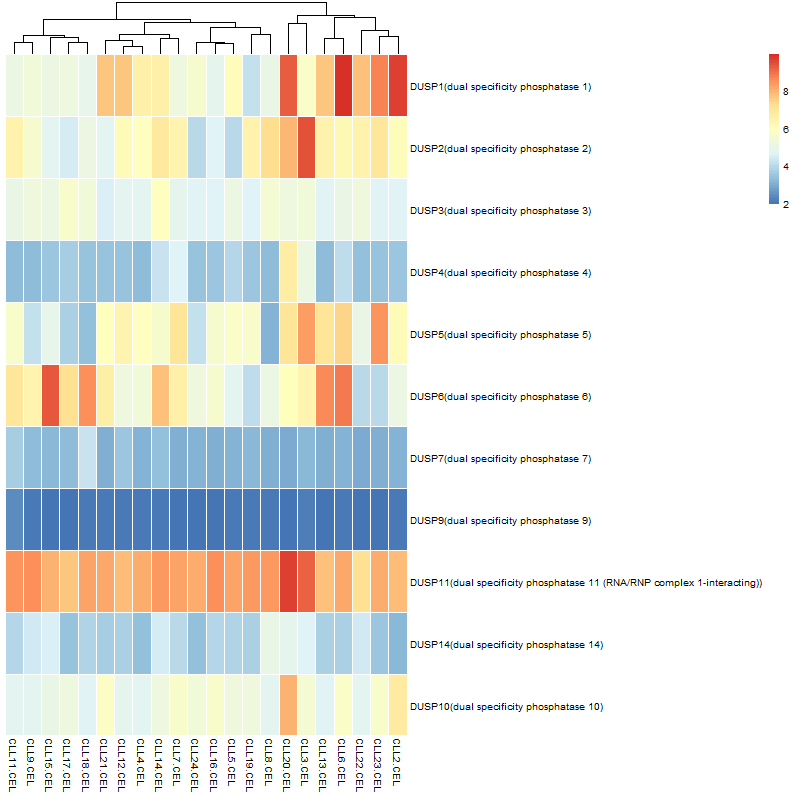 DUSP1(dual specificity phosphatase 1)
8
DUSP2(dual specificity phosphatase 2)
6
4
DUSP3(dual specificity phosphatase 3)
2
DUSP4(dual specificity phosphatase 4)
DUSP5(dual specificity phosphatase 5)
DUSP6(dual specificity phosphatase 6)
DUSP7(dual specificity phosphatase 7)
DUSP9(dual specificity phosphatase 9)
DUSP11(dual specificity phosphatase 11 (RNA/RNP complex 1-interacting))
DUSP14(dual specificity phosphatase 14)
DUSP10(dual specificity phosphatase 10)
CLL11.CEL
CLL9.CEL
CLL15.CEL
CLL17.CEL
CLL18.CEL
CLL21.CEL
CLL12.CEL
CLL4.CEL
CLL14.CEL
CLL7.CEL
CLL24.CEL
CLL16.CEL
CLL5.CEL
CLL19.CEL
CLL8.CEL
CLL20.CEL
CLL3.CEL
CLL13.CEL
CLL6.CEL
CLL22.CEL
CLL23.CEL
CLL2.CEL